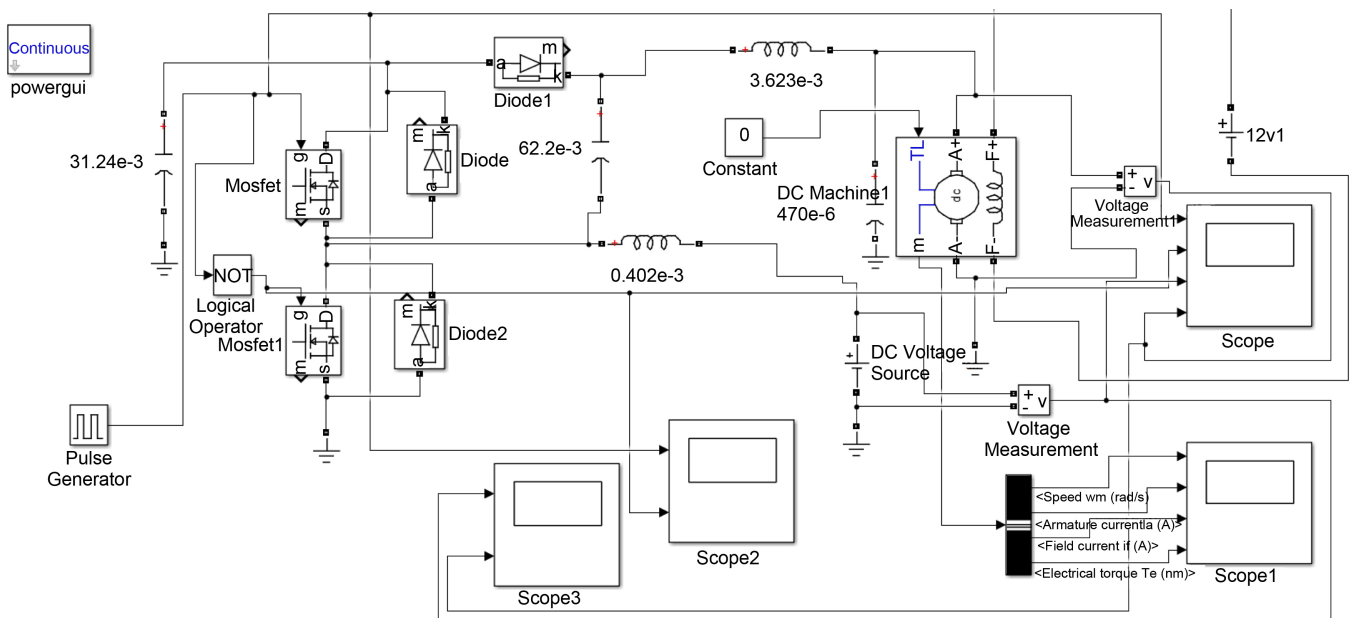 Continuous
powergui
31.24e-3
g
D
m
s
Mosfet
m
k
a
Diode
a
m
k
Diode1
62.2e-3
3.623e-3
0
Constant
TL
m
A+
A-
F+
F-
dc
DC Machine1
470e-6
+
12v1
+
-
v
Voltage
Measurement1
Scope
NOT
Logical
Operator
g
D
m
s
Mosfet1
m
k
a
Diode2
0.402e-3
+
DC Voltage
Source
+
-
v
Voltage
Measurement
Pulse
Generator
Scope3
Scope2
<Speed wm (rad/s)
<Armature currentIa (A)>
<Field current if (A)>
<Electrical torque Te (nm)>
Scope1